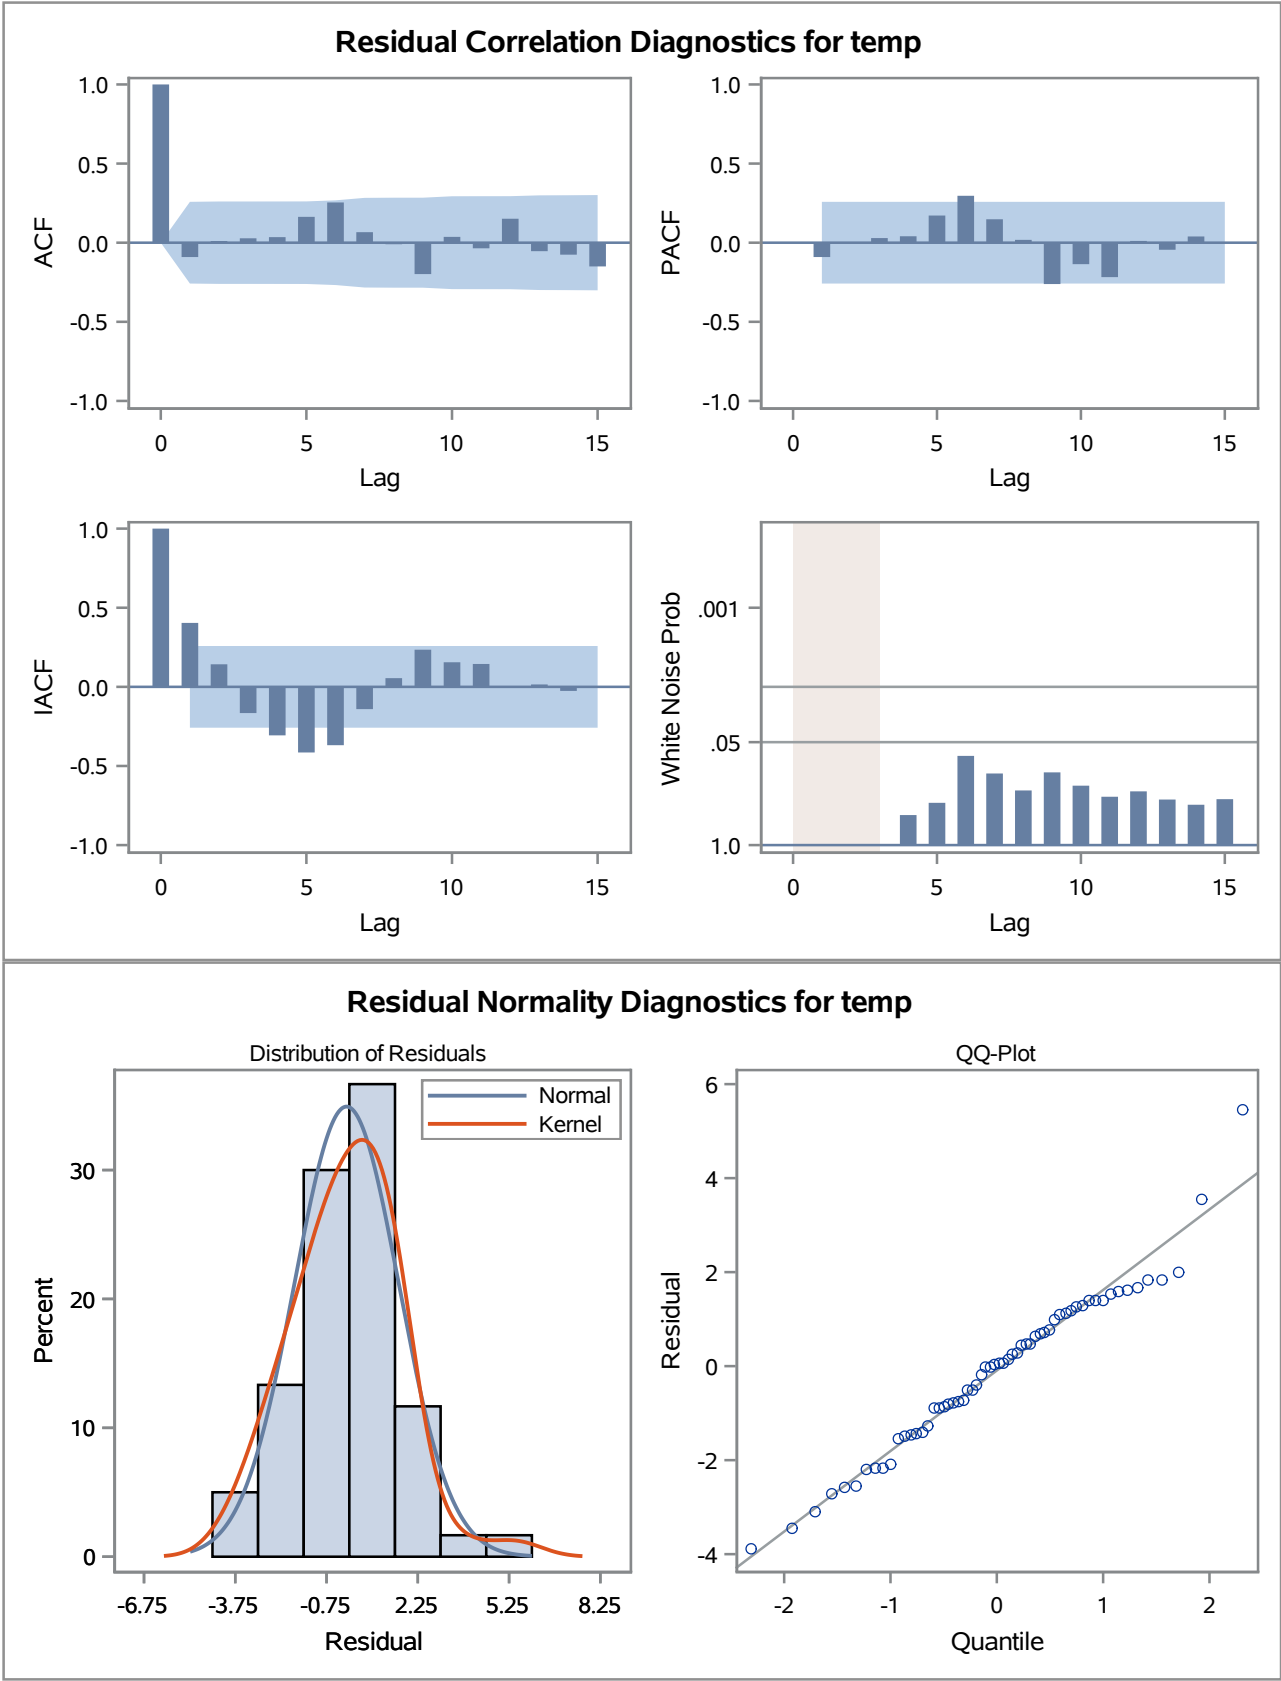 Residual Correlation Diagnostics for temp
1.0
0.5
0.0
-0.5
-1.0
ACF
0 5 10 15
Lag
1.0
0.5
0.0
-0.5
-1.0
PACF
0 5 10 15
Lag
1.0
0.5
0.0
-0.5
-1.0
IACF
0 5 10 15
Lag
.001
.05
1.0
White Noise Prob
0 5 10 15
Lag
Residual Normality Diagnostics for temp
Distribution of Residuals
Normal
Kernel
30
20
10
0
Percent
-6.75 -3.75 -0.75 2.25 5.25 8.25
Residual
QQ-Plot
6
4
2
0
-2
-4
Residual
-2 -1 0 1 2
Quantile